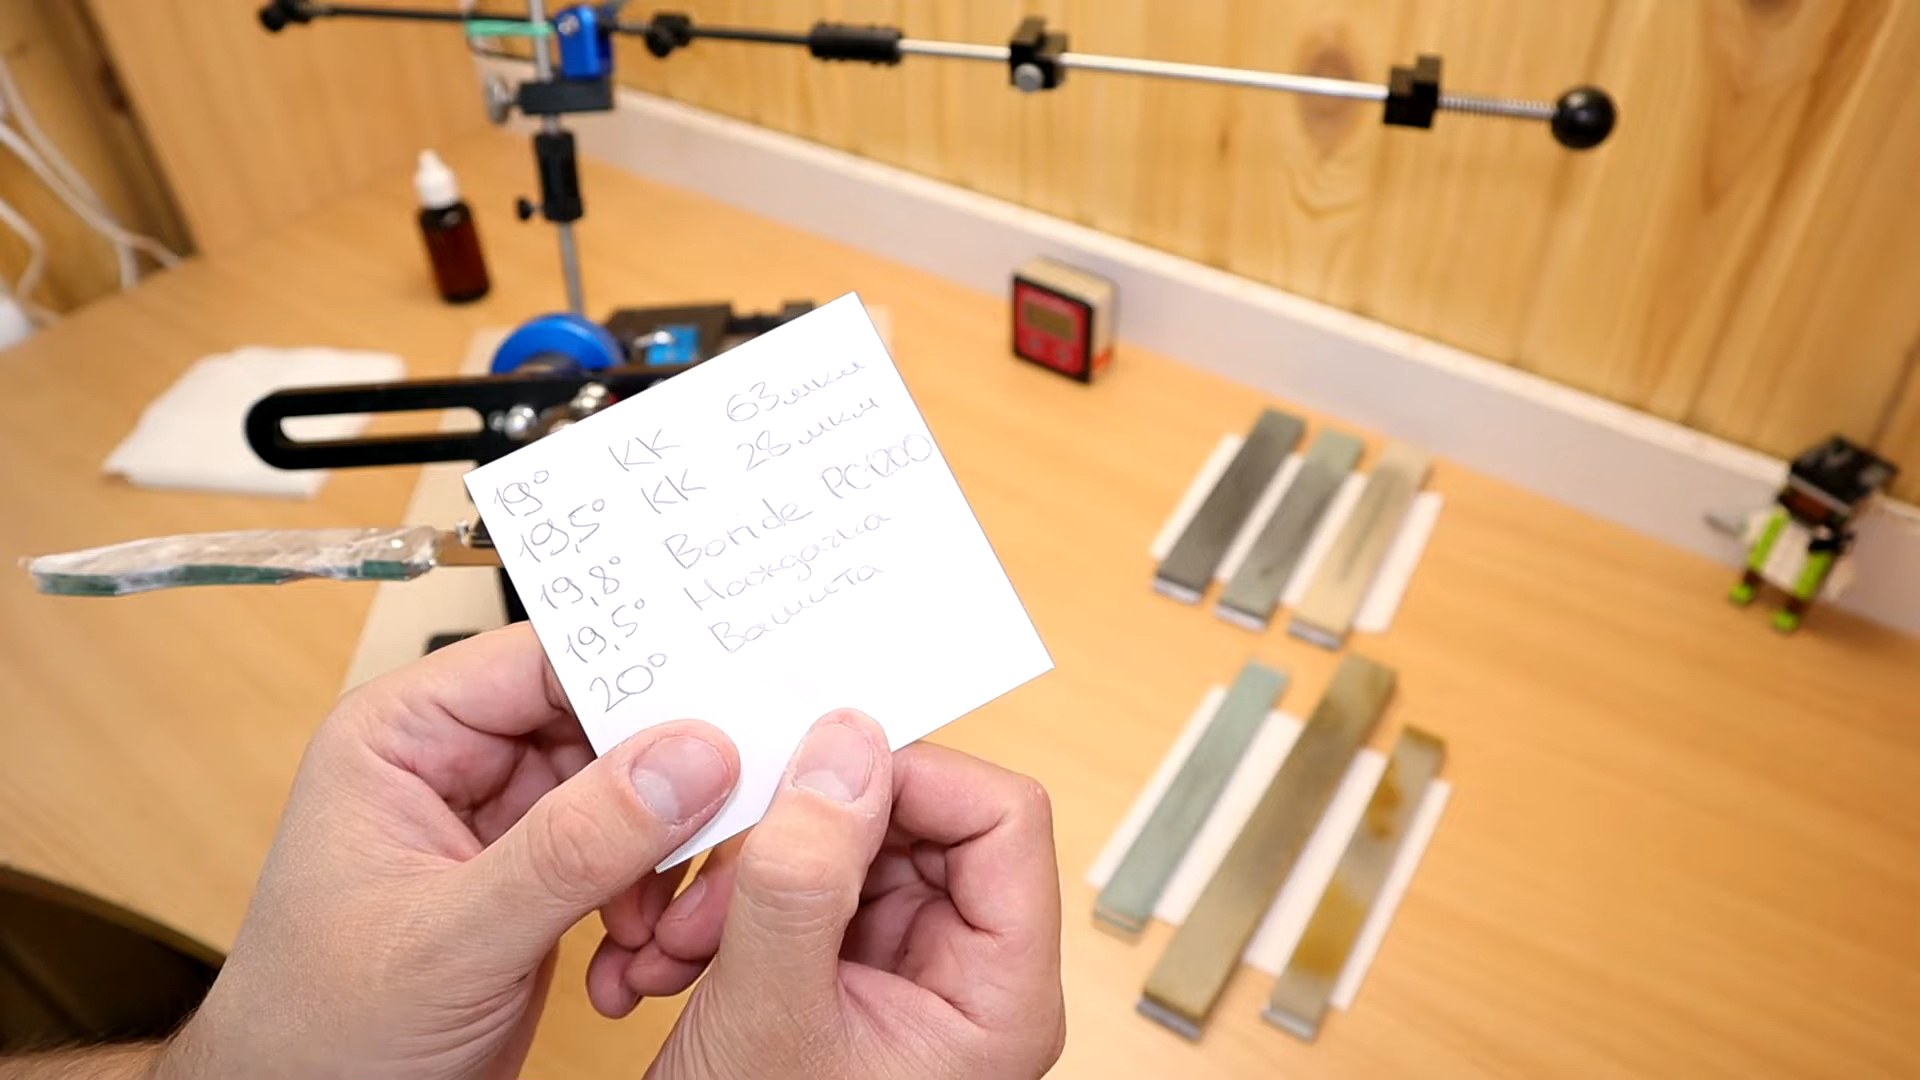 19° КК 63мкм
19,5° КК 28мкм
19,8° Boride PC1200
19,5° Наждачка
20° Вашита